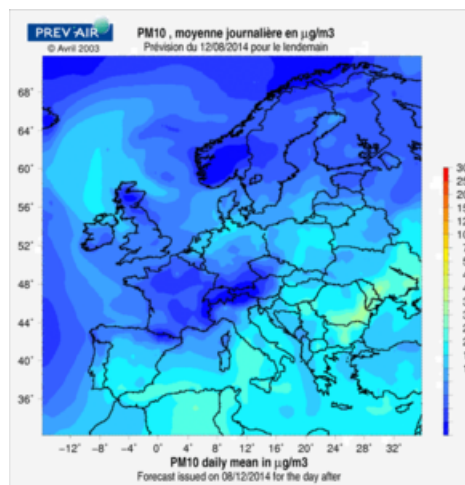 PREV'AIR
© Avril 2003
PM10 , moyenne journalière en µg/m3
Prévision du 12/08/2014 pour le lendemain
68°
64°
60°
56°
52°
48°
44°
40°
36°
−12° −8° −4° 0° 4° 8° 12° 16° 20° 24° 28° 32°
PM10 daily mean in µg/m3
Forecast issued on 08/12/2014 for the day after